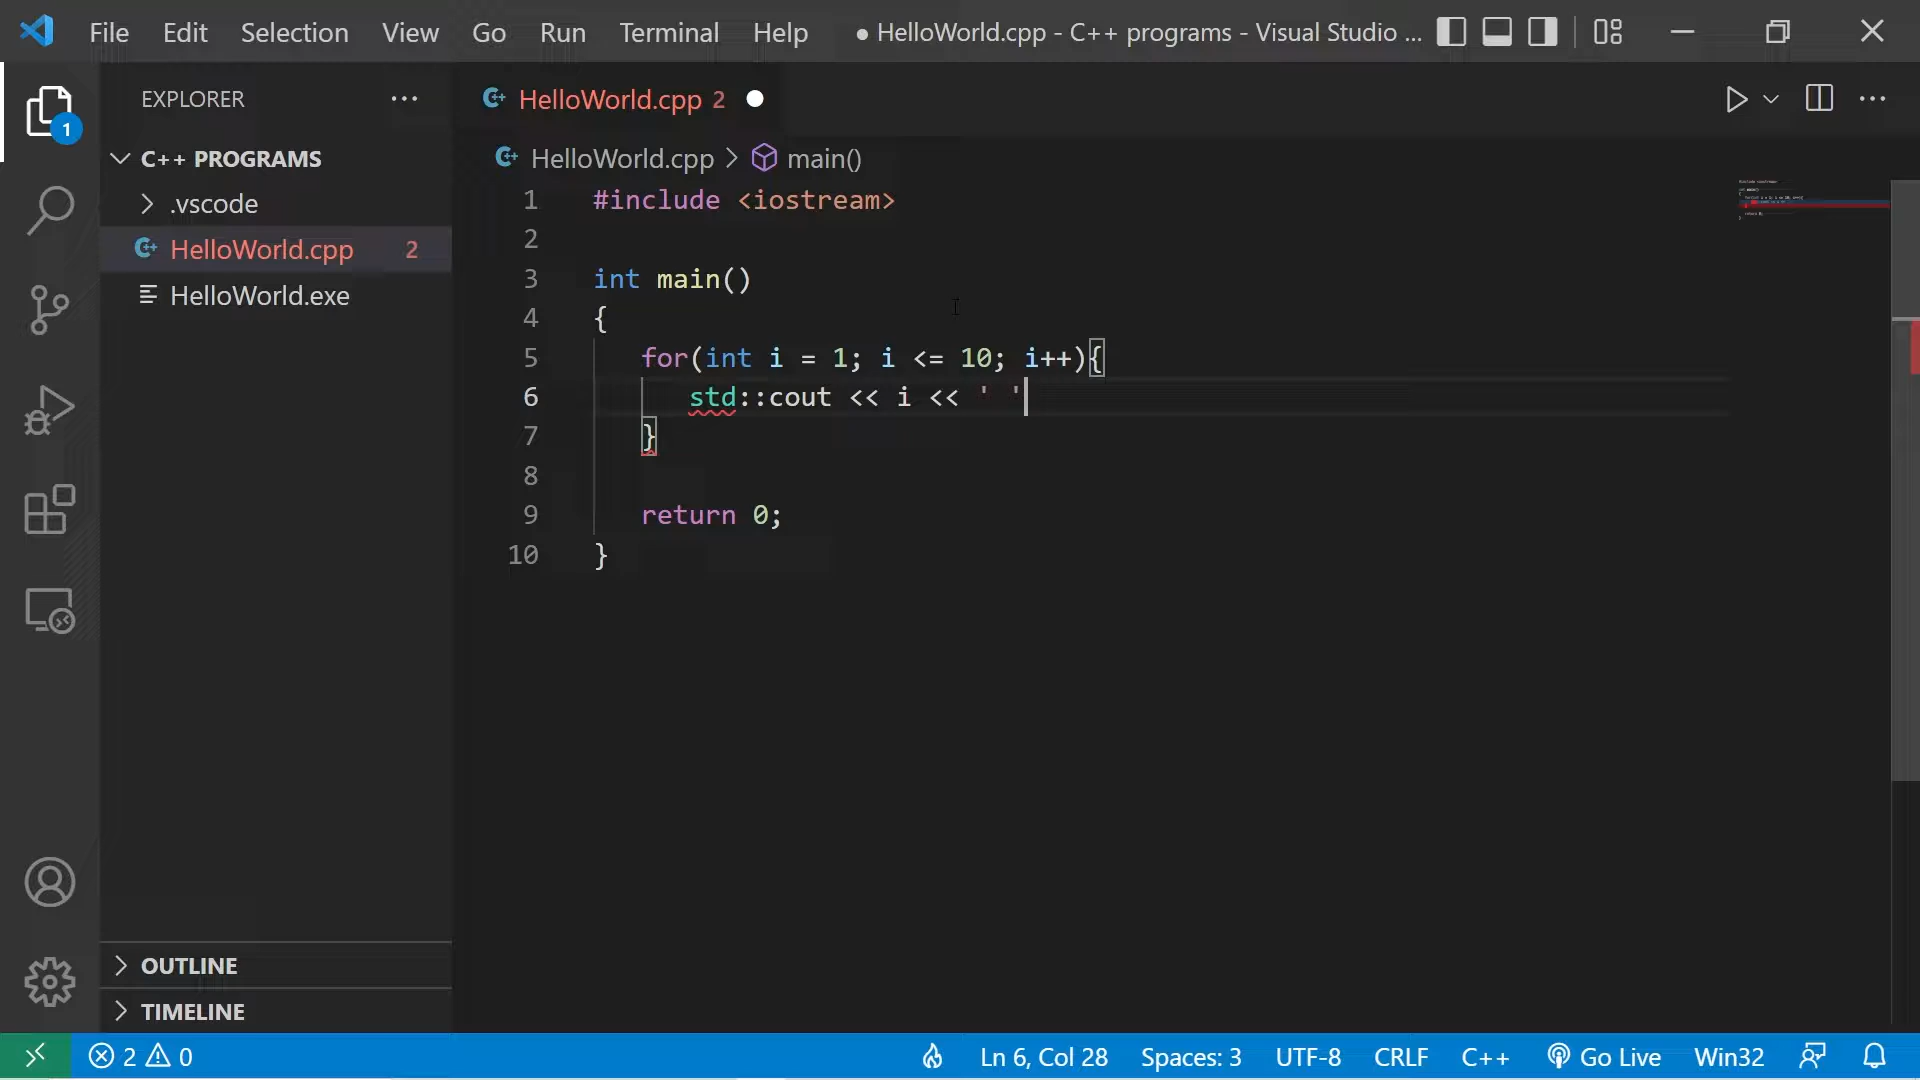 File Edit Selection View Go Run Terminal Help ● HelloWorld.cpp - C++ programs - Visual Studio ...
EXPLORER ...
1
C++ PROGRAMS
.vscode
HelloWorld.cpp 2
HelloWorld.exe
OUTLINE
TIMELINE
HelloWorld.cpp 2
HelloWorld.cpp > main()
1 #include <iostream>
2
3 int main()
4 {
5 for(int i = 1; i <= 10; i++){
6 std::cout << i << ' '
7 }
8
9 return 0;
10 }
2 0 Ln 6, Col 28 Spaces: 3 UTF-8 CRLF C++ Go Live Win32